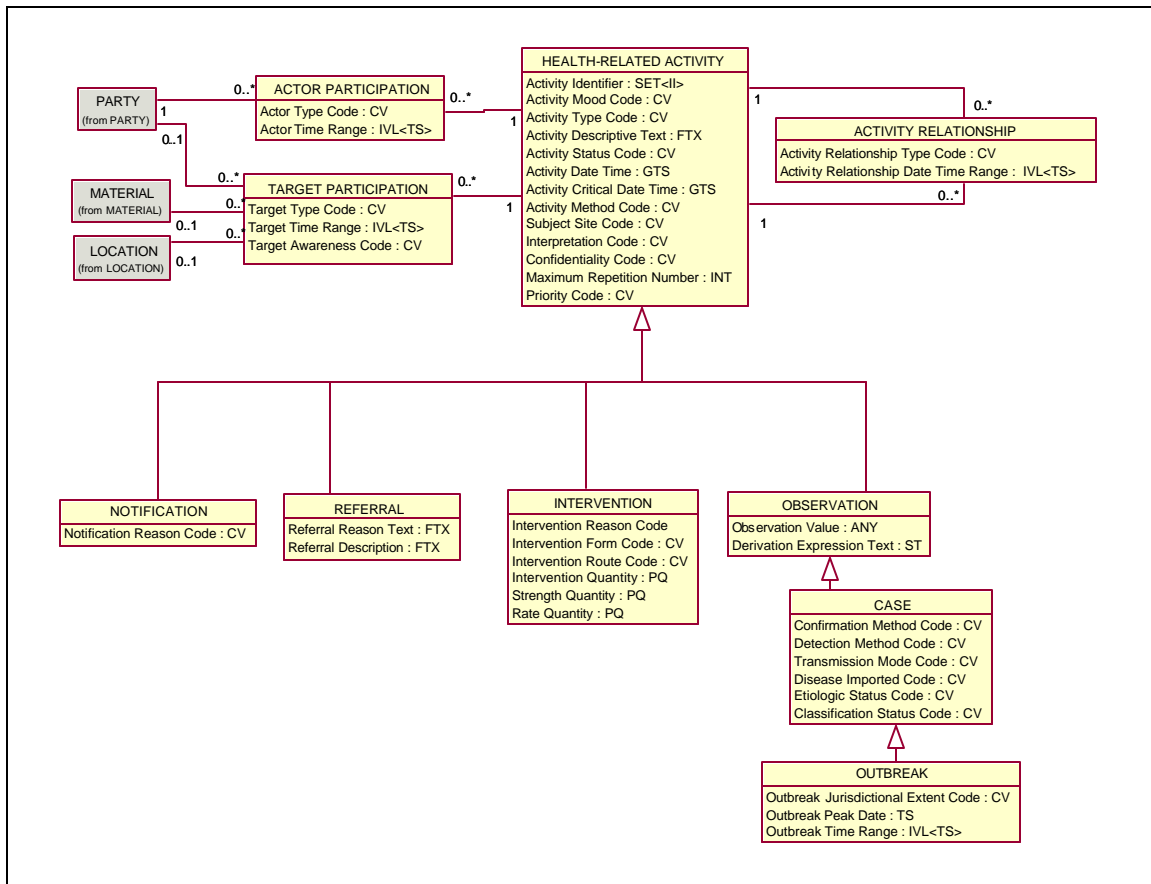 HEALTH-RELATED ACTIVITY
Activity Identifier : SET<II>
Activity Mood Code : CV
Activity Type Code : CV
Activity Descriptive Text : FTX
Activity Status Code : CV
Activity Date Time : GTS
Activity Critical Date Time : GTS
Activity Method Code : CV
Subject Site Code : CV
Interpretation Code : CV
Confidentiality Code : CV
Maximum Repetition Number : INT
Priority Code : CV
PARTY
(from PARTY)
1
0..1
0..*
ACTOR PARTICIPATION
Actor Type Code : CV
Actor Time Range : IVL<TS>
0..*
1
0..*
TARGET PARTICIPATION
Target Type Code : CV
Target Time Range : IVL<TS>
Target Awareness Code : CV
0..*
1
MATERIAL
(from MATERIAL)
0..*
0..1
LOCATION
(from LOCATION)
0..*
0..1
1
0..*
ACTIVITY RELATIONSHIP
Activity Relationship Type Code : CV
Activity Relationship Date Time Range : IVL<TS>
0..*
1
NOTIFICATION
Notification Reason Code : CV
REFERRAL
Referral Reason Text : FTX
Referral Description : FTX
INTERVENTION
Intervention Reason Code
Intervention Form Code : CV
Intervention Route Code : CV
Intervention Quantity : PQ
Strength Quantity : PQ
Rate Quantity : PQ
OBSERVATION
Observation Value : ANY
Derivation Expression Text : ST
CASE
Confirmation Method Code : CV
Detection Method Code : CV
Transmission Mode Code : CV
Disease Imported Code : CV
Etiologic Status Code : CV
Classification Status Code : CV
OUTBREAK
Outbreak Jurisdictional Extent Code : CV
Outbreak Peak Date : TS
Outbreak Time Range : IVL<TS>